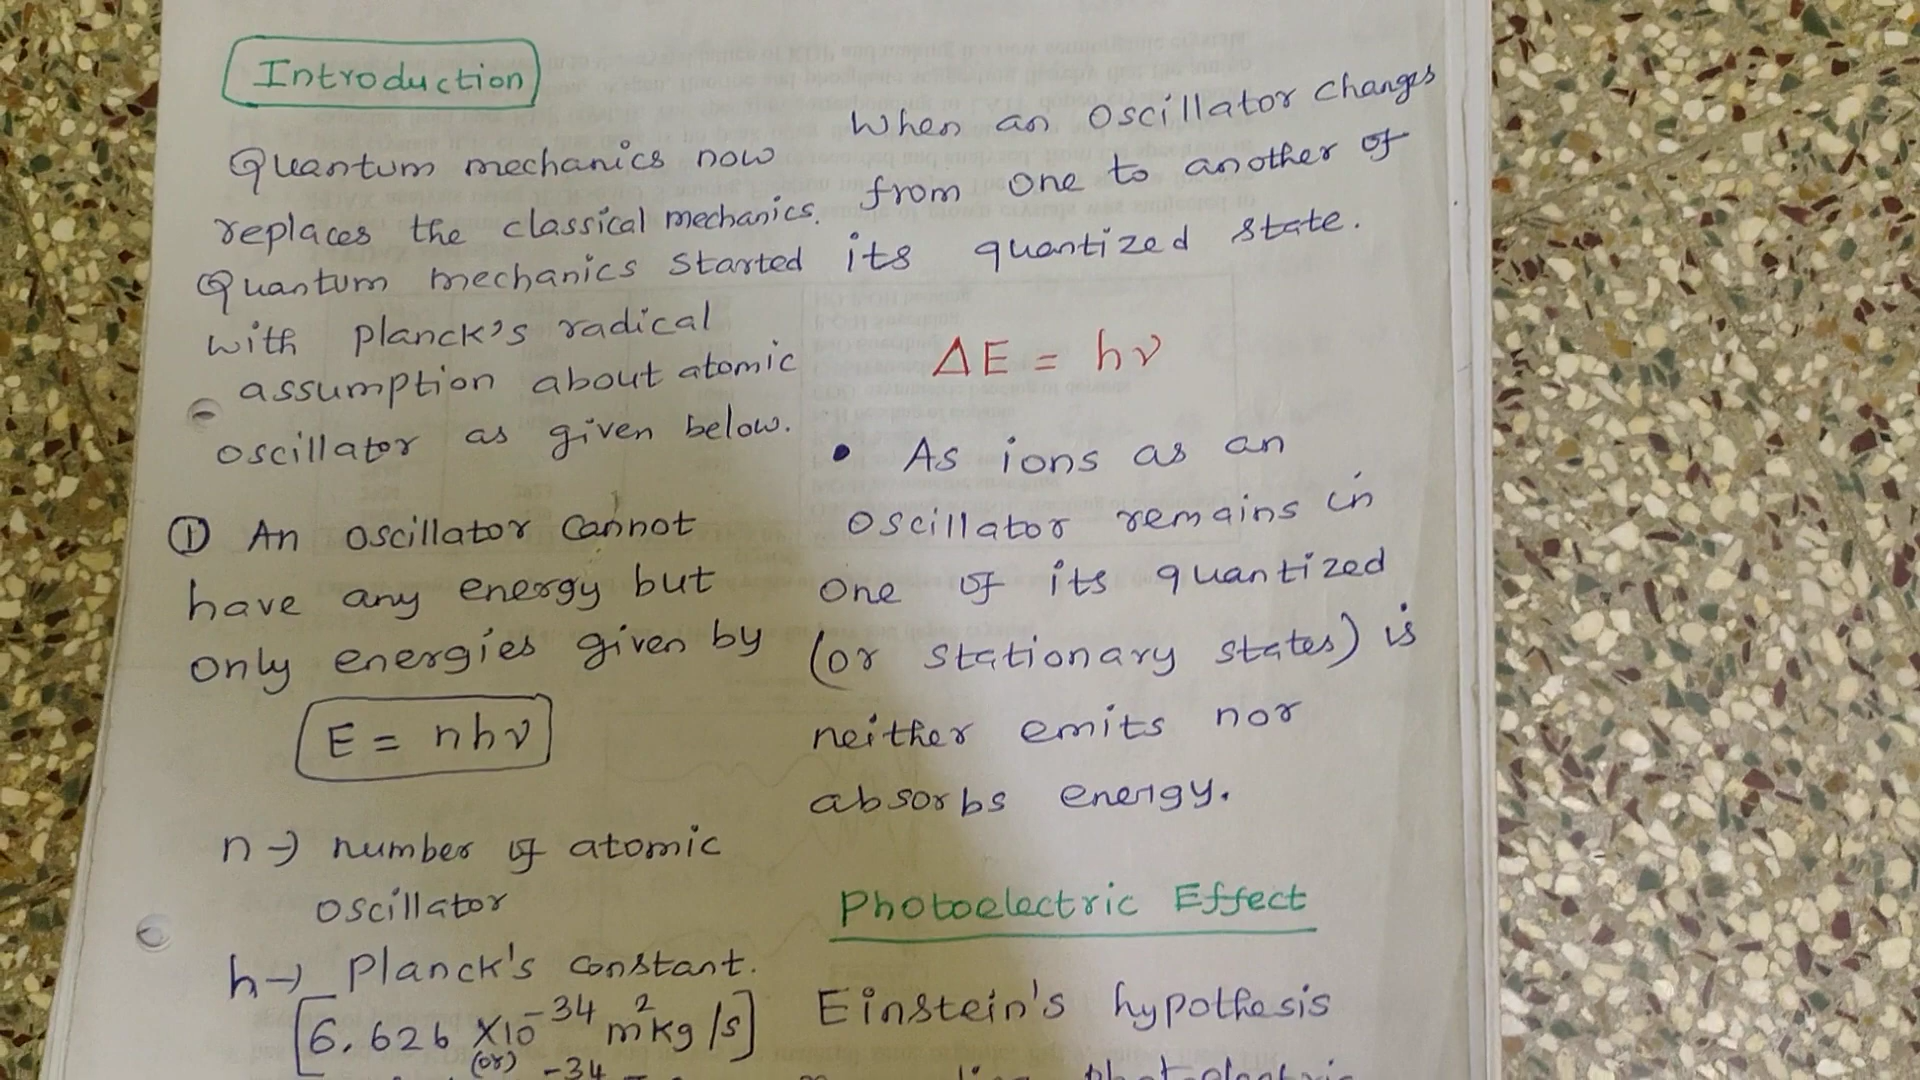 Introduction
Quantum mechanics now
replaces the classical mechanics.
Quantum mechanics started
with Planck's radical
assumption about atomic
oscillator as given below.
① An oscillator cannot
have any energy but
only energies given by
E = nhν
n → number of atomic
oscillator
h → Planck's constant.
[6.626 x10⁻³⁴ m²kg/s]
(or) -34
When an oscillator changes
from one to another of
its quantized state.
ΔE = hν
• As ions as an
oscillator remains in
one of its quantized
(or stationary states) is
neither emits nor
absorbs energy.
Photoelectric Effect
Einstein's hypothesis